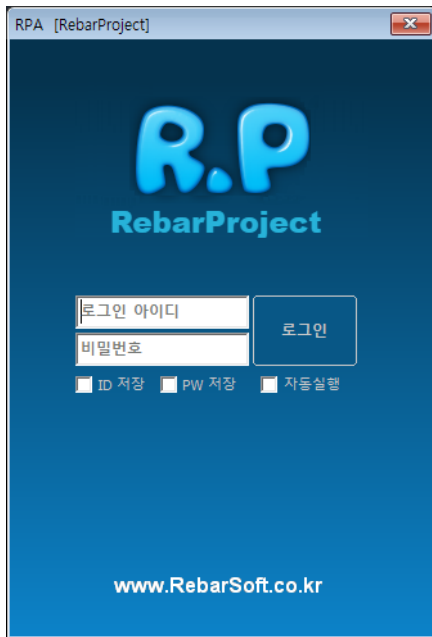 RPA [RebarProject]
R.P
RebarProject
로그인 아이디
로그인
비밀번호
ID 저장 PW 저장 자동실행
www.RebarSoft.co.kr